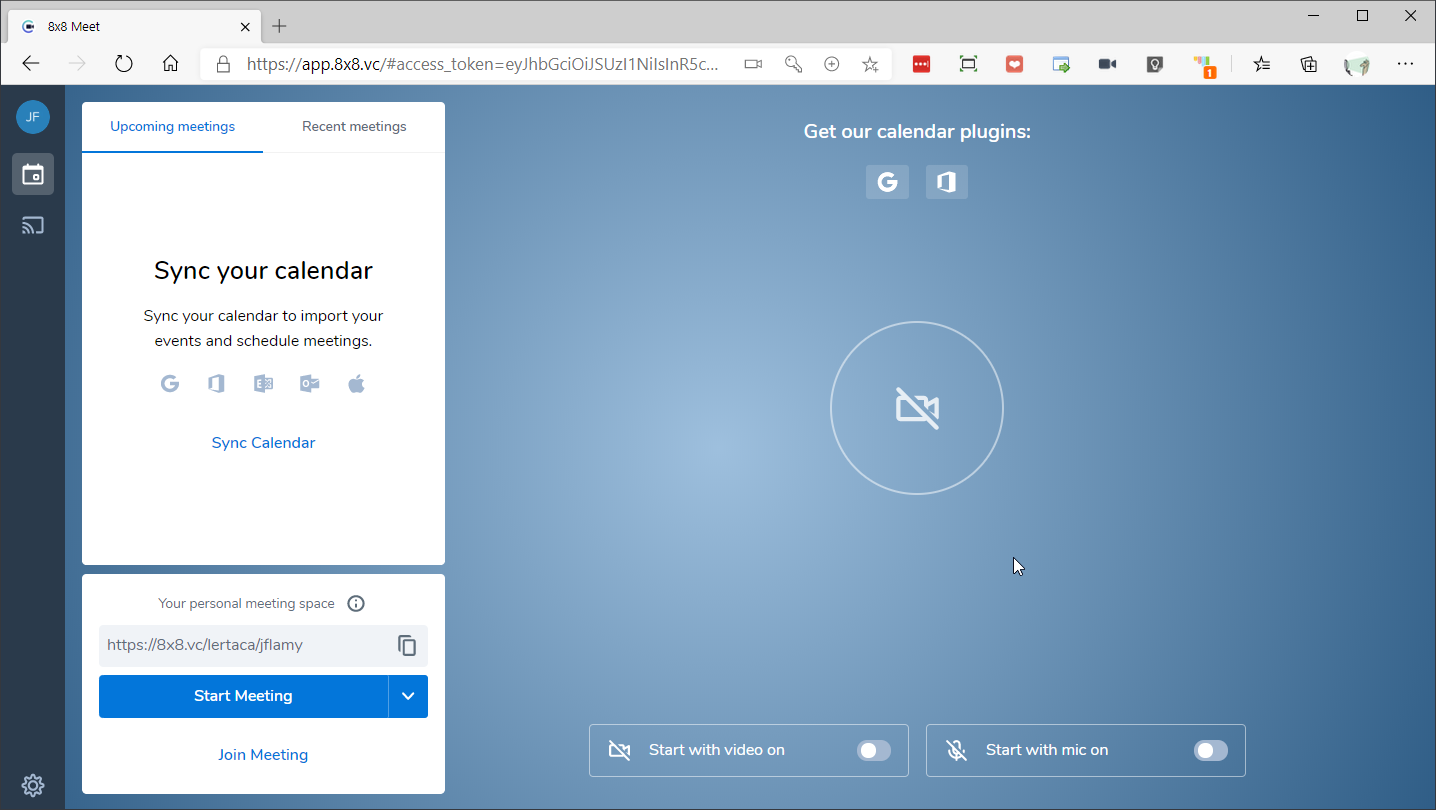 8x8 Meet
https://app.8x8.vc/#access_token=eyJhbGciOiJSUzI1NiIsInR5c...
1
JF
Upcoming meetings
Recent meetings
Sync your calendar
Sync your calendar to import your
events and schedule meetings.
Sync Calendar
Your personal meeting space
https://8x8.vc/lertaca/jflamy
Start Meeting
Join Meeting
Get our calendar plugins:
Start with video on
Start with mic on